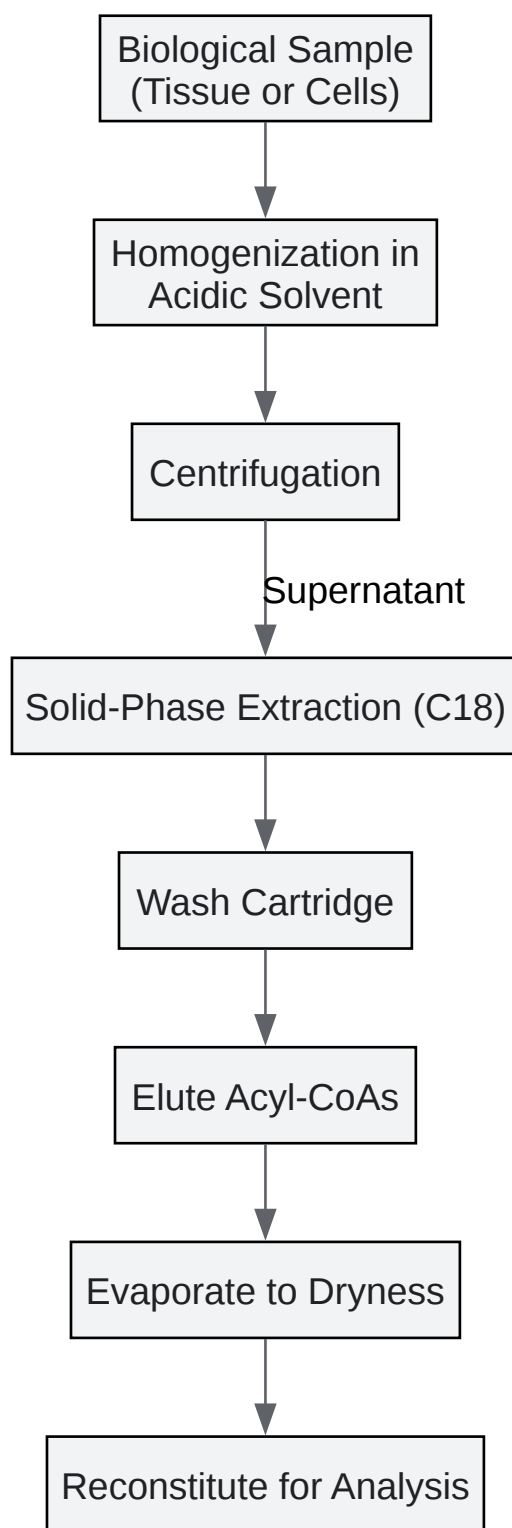 Biological Sample
(Tissue or Cells)
Homogenization in
Acidic Solvent
Centrifugation
Supernatant
Solid-Phase Extraction (C18)
Wash Cartridge
Elute Acyl-CoAs
Evaporate to Dryness
Reconstitute for Analysis